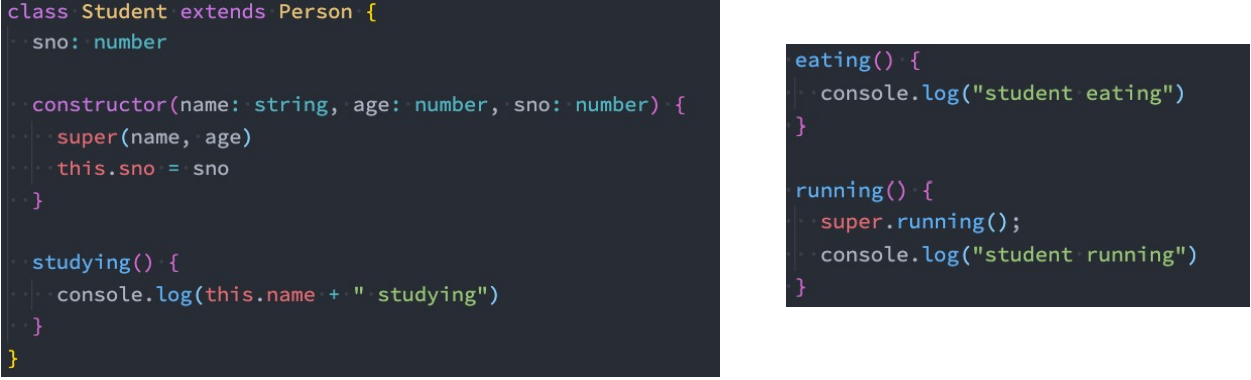 class Student extends Person {
  sno: number

  constructor(name: string, age: number, sno: number) {
    super(name, age)
    this.sno = sno
  }

  studying() {
    console.log(this.name + " studying")
  }
}
eating() {
  console.log("student eating")
}

running() {
  super.running();
  console.log("student running")
}